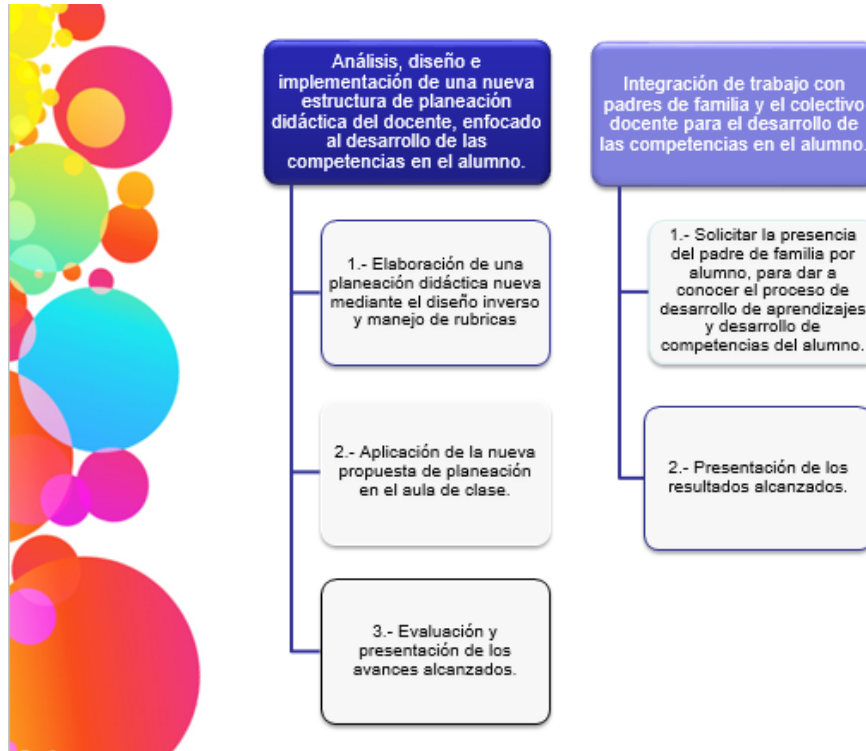 Análisis, diseño e
implementación de una nueva
estructura de planeación
didáctica del docente, enfocado
al desarrollo de las
competencias en el alumno.
1.- Elaboración de una
planeación didáctica nueva
mediante el diseño inverso
y manejo de rubricas
2.- Aplicación de la nueva
propuesta de planeación
en el aula de clase.
3.- Evaluación y
presentación de los
avances alcanzados.
Integración de trabajo con
padres de familia y el colectivo
docente para el desarrollo de
las competencias en el alumno.
1.- Solicitar la presencia
del padre de familia por
alumno, para dar a
conocer el proceso de
desarrollo de aprendizajes
y desarrollo de
competencias del alumno.
2.- Presentación de los
resultados alcanzados.